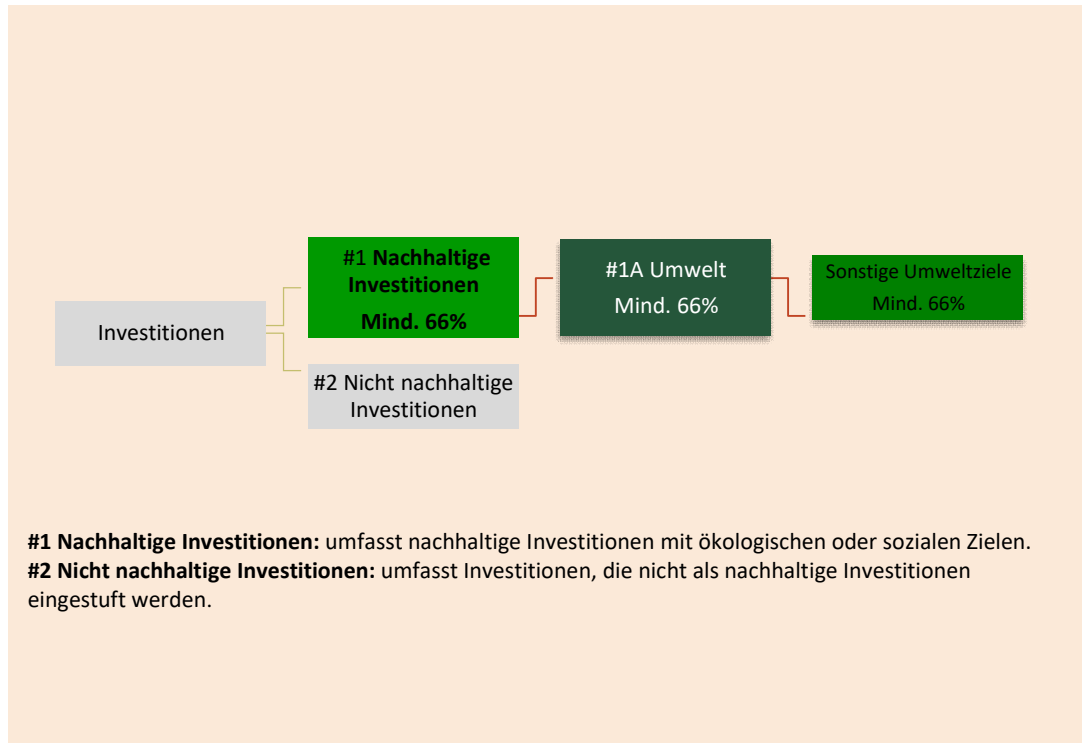 Investitionen
#1 Nachhaltige
Investitionen
Mind. 66%
#2 Nicht nachhaltige
Investitionen
#1A Umwelt
Mind. 66%
Sonstige Umweltziele
Mind. 66%
#1 Nachhaltige Investitionen: umfasst nachhaltige Investitionen mit ökologischen oder sozialen Zielen.
#2 Nicht nachhaltige Investitionen: umfasst Investitionen, die nicht als nachhaltige Investitionen
eingestuft werden.